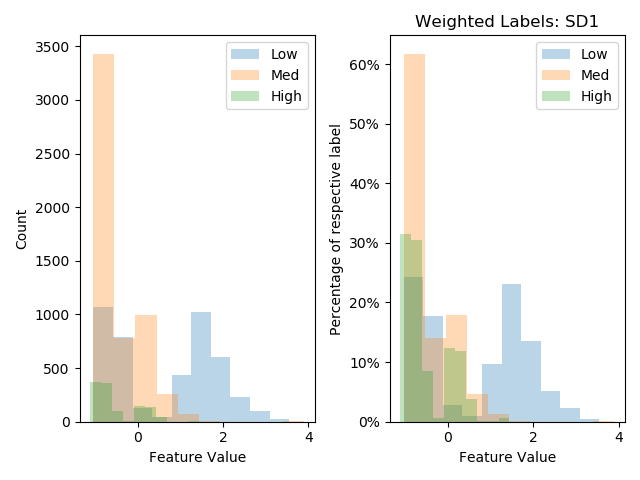 Weighted Labels: SD1
Count
3500
3000
2500
2000
1500
1000
500
0
0
2
4
Feature Value
Low
Med
High
Percentage of respective label
60%
50%
40%
30%
20%
10%
0%
0
2
4
Feature Value
Low
Med
High